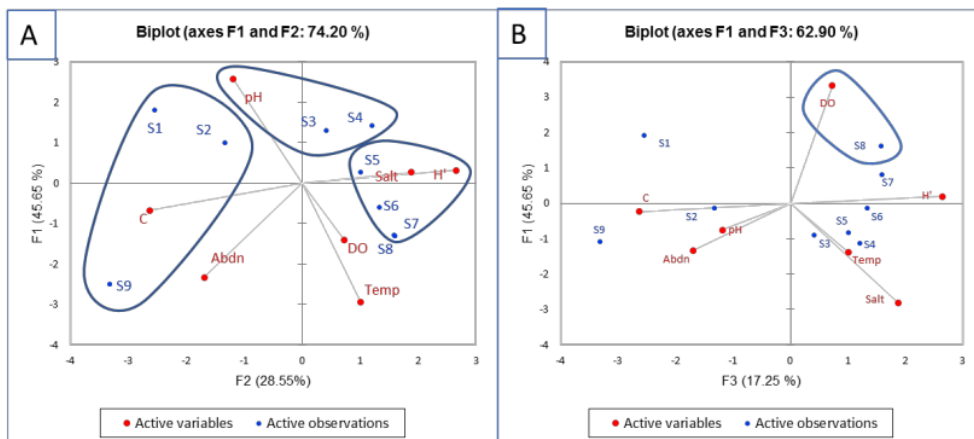 A
Biplot (axes F1 and F2: 74.20 %)
F1 (45.65 %)
3
2
1
0
-1
-2
-3
-4
pH
S1
S2
S3
S4
S5
Salt
H'
C
S6
S7
S8
DO
Abdn
Temp
S9
-4
-3
-2
-1
0
1
2
3
F2 (28.55%)
Active variables
Active observations
B
Biplot (axes F1 and F3: 62.90 %)
F1 (45.65 %)
4
3
2
1
0
-1
-2
-3
-4
DO
S1
S8
S7
C
H'
S2
S6
pH
S5
S9
S3
S4
Abdn
Temp
Salt
-4
-3
-2
-1
0
1
2
3
F3 (17.25 %)
Active variables
Active observations